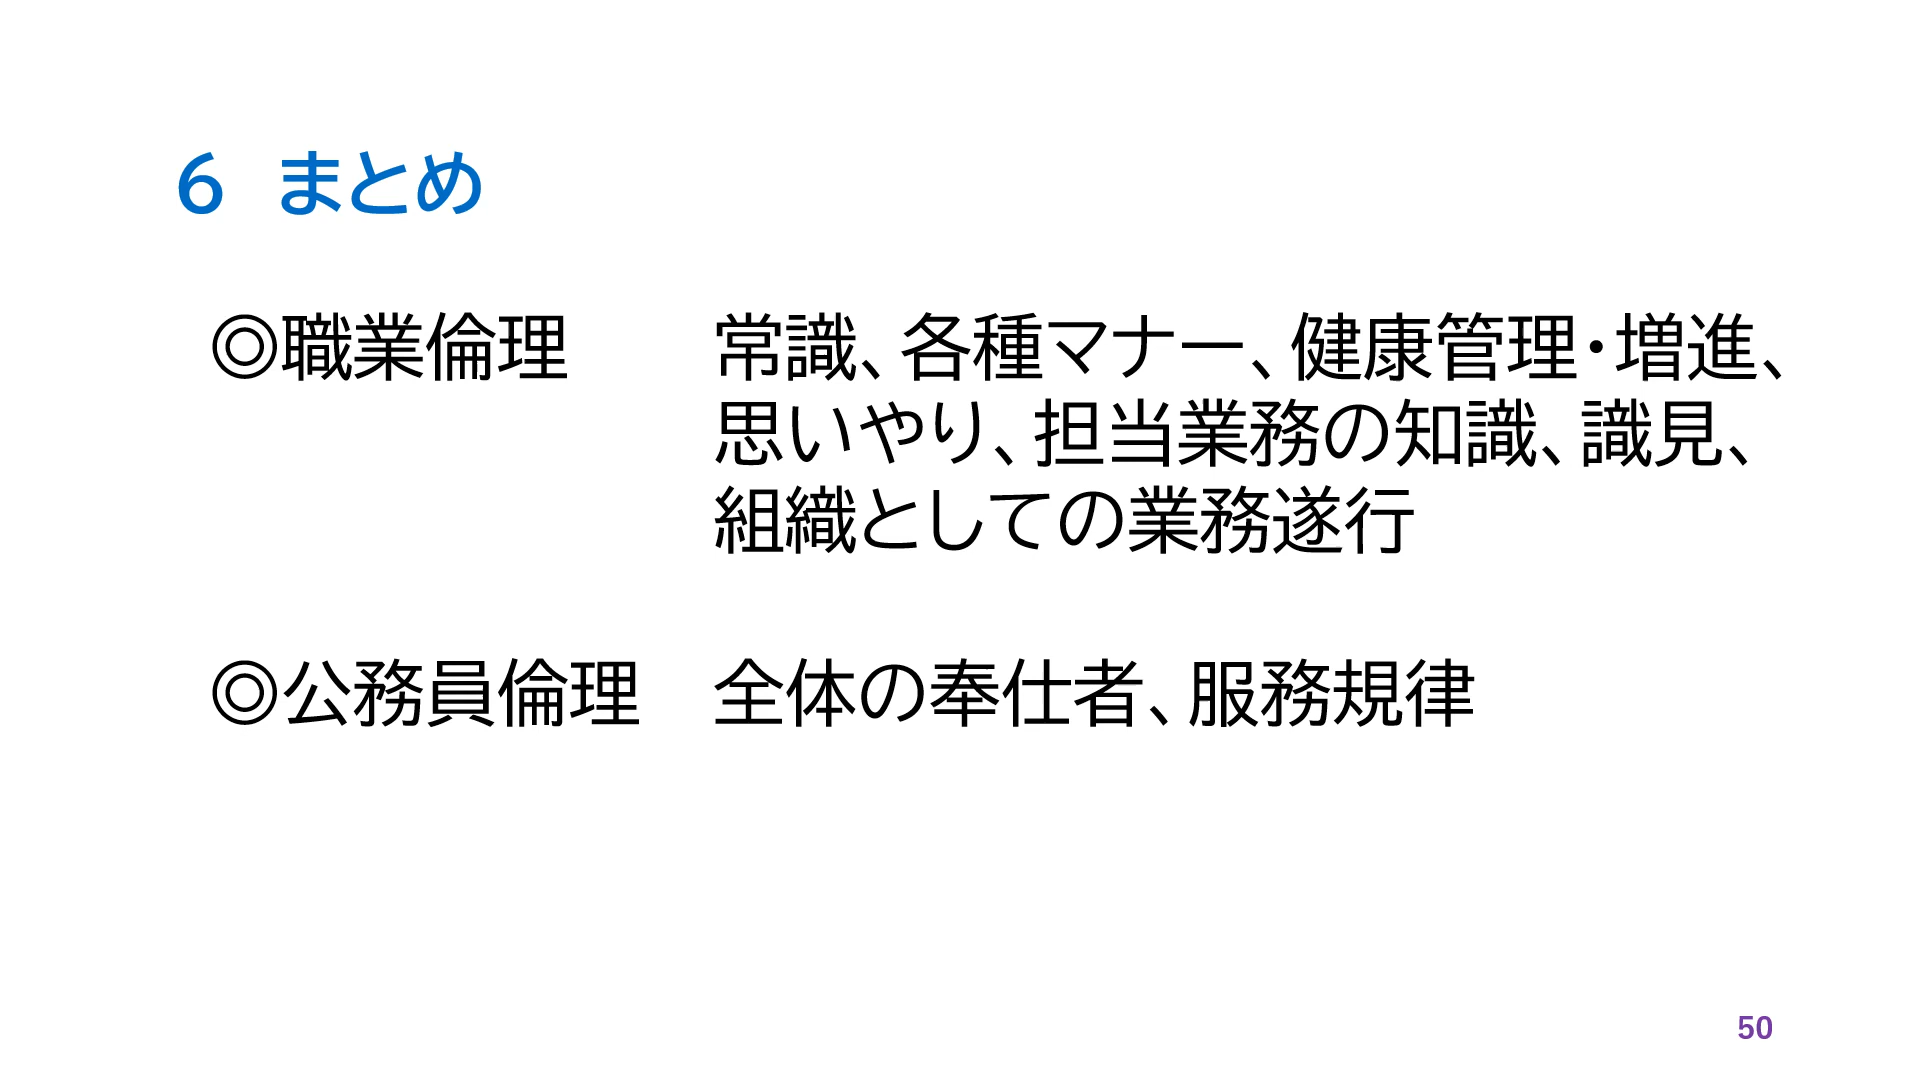 ６　まとめ
◎職業倫理　　常識、各種マナー、健康管理・増進、
思いやり、担当業務の知識、識見、
組織としての業務遂行
◎公務員倫理　全体の奉仕者、服務規律
50